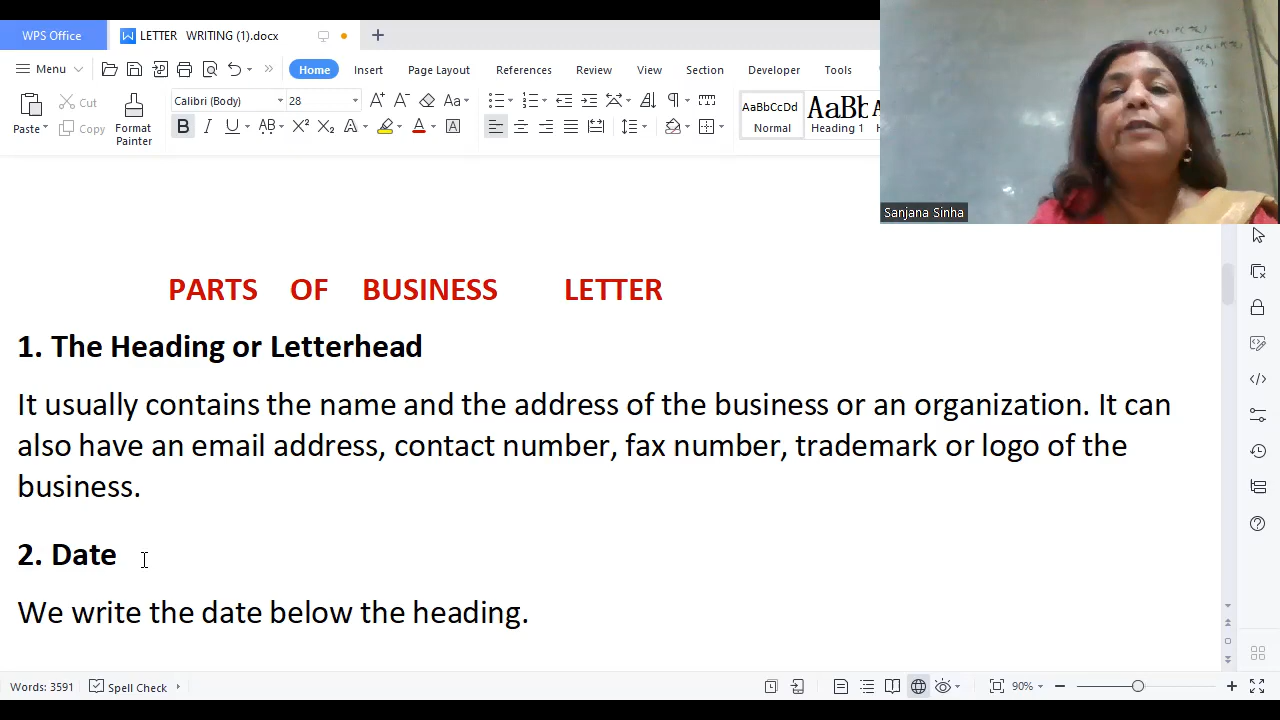 WPS Office
LETTER WRITING (1).docx
Menu
Home Insert Page Layout References Review View Section Developer Tools
Paste Cut Copy Format Painter
Calibri (Body) 28
AaBbCcDd Normal
AaBb Heading 1
Sanjana Sinha
PARTS OF BUSINESS LETTER
1. The Heading or Letterhead
It usually contains the name and the address of the business or an organization. It can
also have an email address, contact number, fax number, trademark or logo of the
business.
2. Date
We write the date below the heading.
Words: 3591 Spell Check 90%